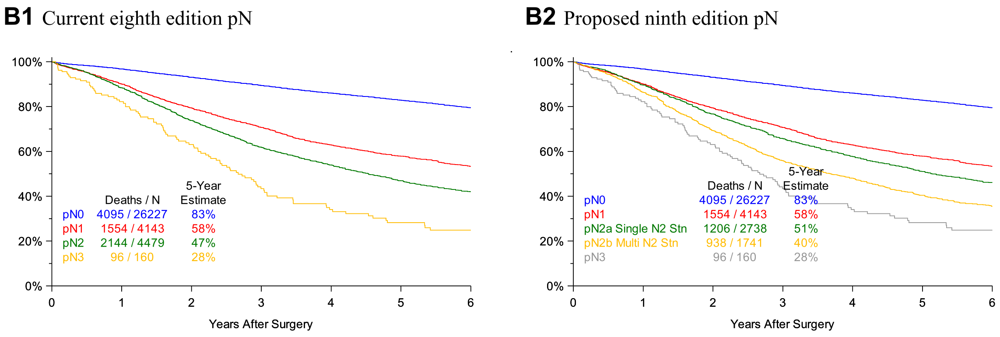 B1 Current eighth edition pN
100%
80%
60%
40%
20%
0%
5-Year
Deaths / N Estimate
pN0 4095 / 26227 83%
pN1 1554 / 4143 58%
pN2 2144 / 4479 47%
pN3 96 / 160 28%
0 1 2 3 4 5 6
Years After Surgery
B2 Proposed ninth edition pN
100%
80%
60%
40%
20%
0%
5-Year
Deaths / N Estimate
pN0 4095 / 26227 83%
pN1 1554 / 4143 58%
pN2a Single N2 Stn 1206 / 2738 51%
pN2b Multi N2 Stn 938 / 1741 40%
pN3 96 / 160 28%
0 1 2 3 4 5 6
Years After Surgery